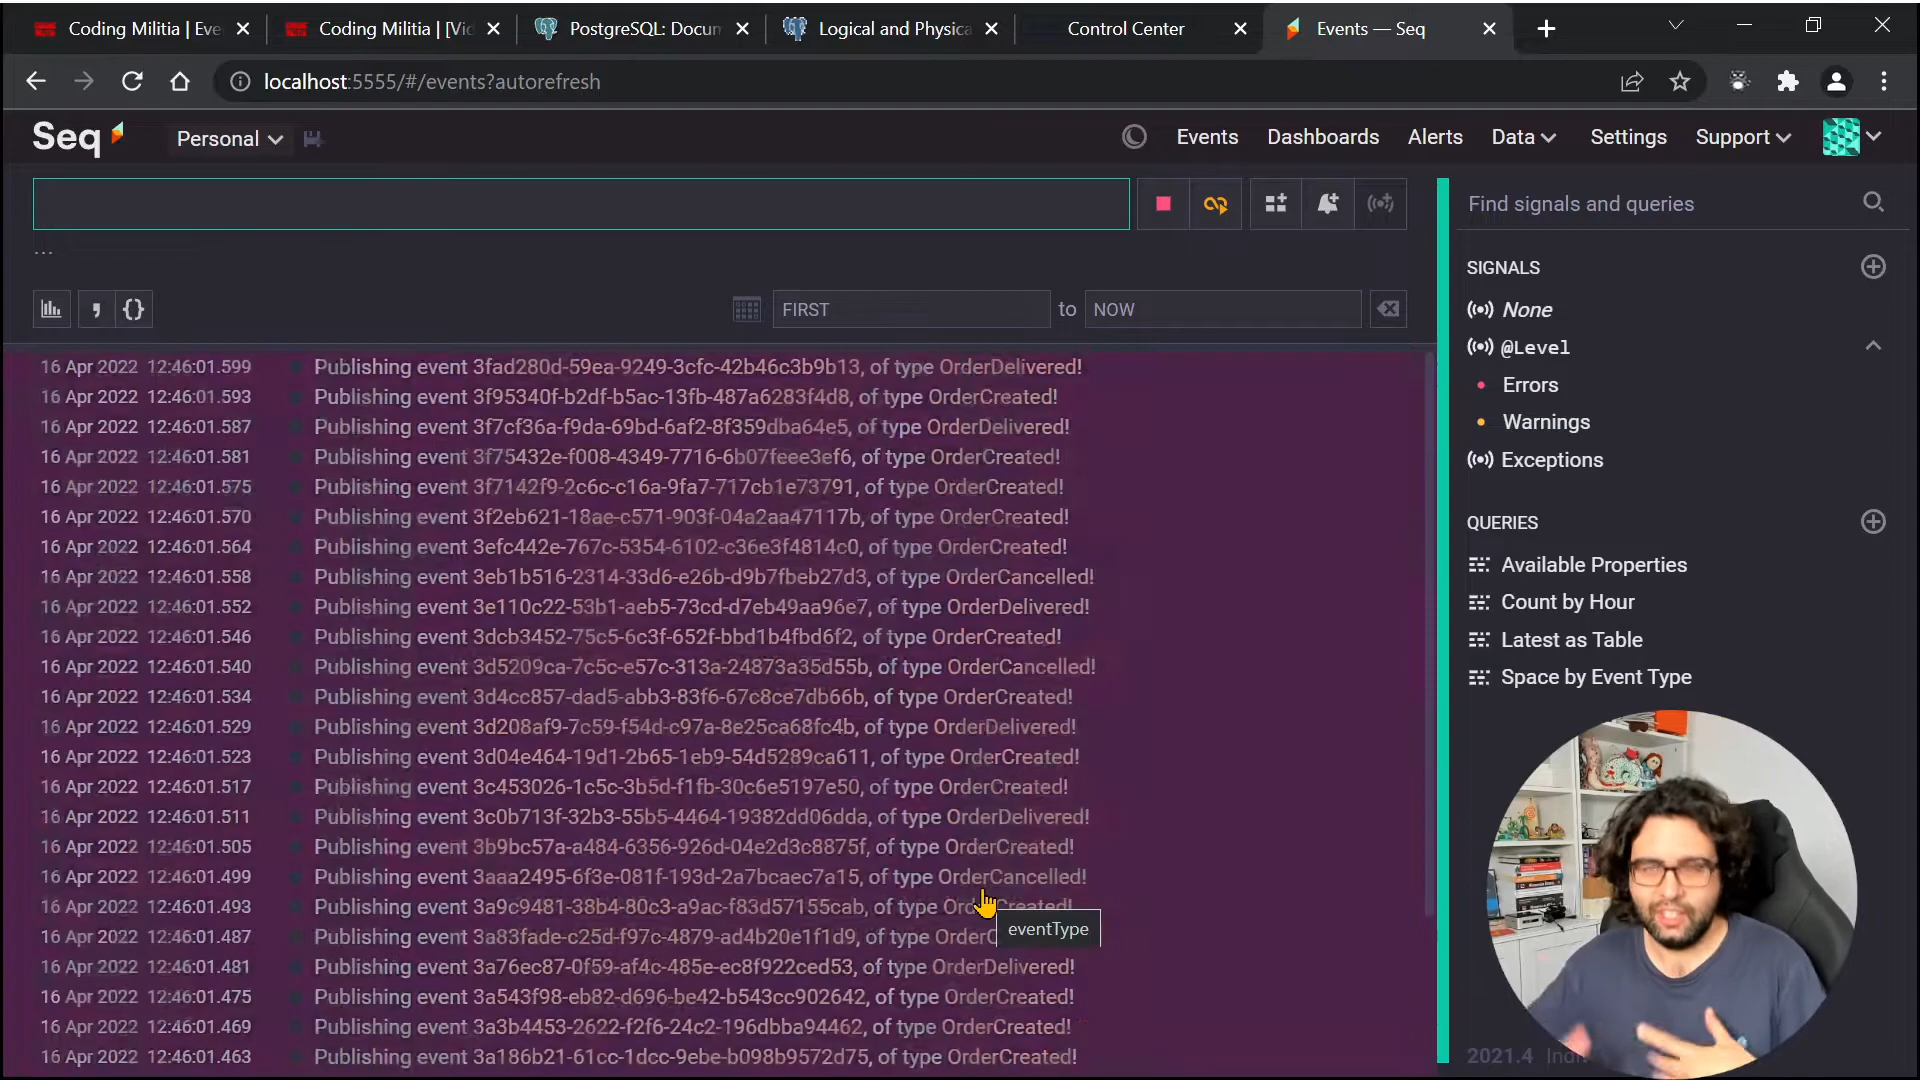 Coding Militia | Eve
Coding Militia | [Vid
PostgreSQL: Docum
Logical and Physica
Control Center
Events — Seq
localhost:5555/#/events?autorefresh
Seq
Personal
Events
Dashboards
Alerts
Data
Settings
Support
Find signals and queries
...
FIRST
to
NOW
16 Apr 2022 12:46:01.599 Publishing event 3fad280d-59ea-9249-3cfc-42b46c3b9b13, of type OrderDelivered!
16 Apr 2022 12:46:01.593 Publishing event 3f95340f-b2df-b5ac-13fb-487a6283f4d8, of type OrderCreated!
16 Apr 2022 12:46:01.587 Publishing event 3f7cf36a-f9da-69bd-6af2-8f359dba64e5, of type OrderDelivered!
16 Apr 2022 12:46:01.581 Publishing event 3f75432e-f008-4349-7716-6b07feee3ef6, of type OrderCreated!
16 Apr 2022 12:46:01.575 Publishing event 3f7142f9-2c6c-c16a-9fa7-717cb1e73791, of type OrderCreated!
16 Apr 2022 12:46:01.570 Publishing event 3f2eb621-18ae-c571-903f-04a2aa47117b, of type OrderCreated!
16 Apr 2022 12:46:01.564 Publishing event 3efc442e-767c-5354-6102-c36e3f4814c0, of type OrderCreated!
16 Apr 2022 12:46:01.558 Publishing event 3eb1b516-2314-33d6-e26b-d9b7fbeb27d3, of type OrderCancelled!
16 Apr 2022 12:46:01.552 Publishing event 3e110c22-53b1-aeb5-73cd-d7eb49aa96e7, of type OrderDelivered!
16 Apr 2022 12:46:01.546 Publishing event 3dcb3452-75c5-6c3f-652f-bbd1b4fbd6f2, of type OrderCreated!
16 Apr 2022 12:46:01.540 Publishing event 3d5209ca-7c5c-e57c-313a-24873a35d55b, of type OrderCancelled!
16 Apr 2022 12:46:01.534 Publishing event 3d4cc857-dad5-abb3-83f6-67c8ce7db66b, of type OrderCreated!
16 Apr 2022 12:46:01.529 Publishing event 3d208af9-7c59-f54d-c97a-8e25ca68fc4b, of type OrderDelivered!
16 Apr 2022 12:46:01.523 Publishing event 3d04e464-19d1-2b65-1eb9-54d5289ca611, of type OrderCreated!
16 Apr 2022 12:46:01.517 Publishing event 3c453026-1c5c-3b5d-f1fb-30c6e5197e50, of type OrderCreated!
16 Apr 2022 12:46:01.511 Publishing event 3c0b713f-32b3-55b5-4464-19382dd06dda, of type OrderDelivered!
16 Apr 2022 12:46:01.505 Publishing event 3b9bc57a-a484-6356-926d-04e2d3c8875f, of type OrderCreated!
16 Apr 2022 12:46:01.499 Publishing event 3aaa2495-6f3e-081f-193d-2a7bcaec7a15, of type OrderCancelled!
16 Apr 2022 12:46:01.493 Publishing event 3a9c9481-38b4-80c3-a9ac-f83d57155cab, of type OrderCreated!
16 Apr 2022 12:46:01.487 Publishing event 3a83fade-c25d-f97c-4879-ad4b20e1f1d9, of type OrderC
eventType
16 Apr 2022 12:46:01.481 Publishing event 3a76ec87-0f59-af4c-485e-ec8f922ced53, of type OrderDelivered!
16 Apr 2022 12:46:01.475 Publishing event 3a543f98-eb82-d696-be42-b543cc902642, of type OrderCreated!
16 Apr 2022 12:46:01.469 Publishing event 3a3b4453-2622-f2f6-24c2-196dbba94462, of type OrderCreated!
16 Apr 2022 12:46:01.463 Publishing event 3a186b21-61cc-1dcc-9ebe-b098b9572d75, of type OrderCreated!
SIGNALS
None
@Level
Errors
Warnings
Exceptions
QUERIES
Available Properties
Count by Hour
Latest as Table
Space by Event Type
2021.4